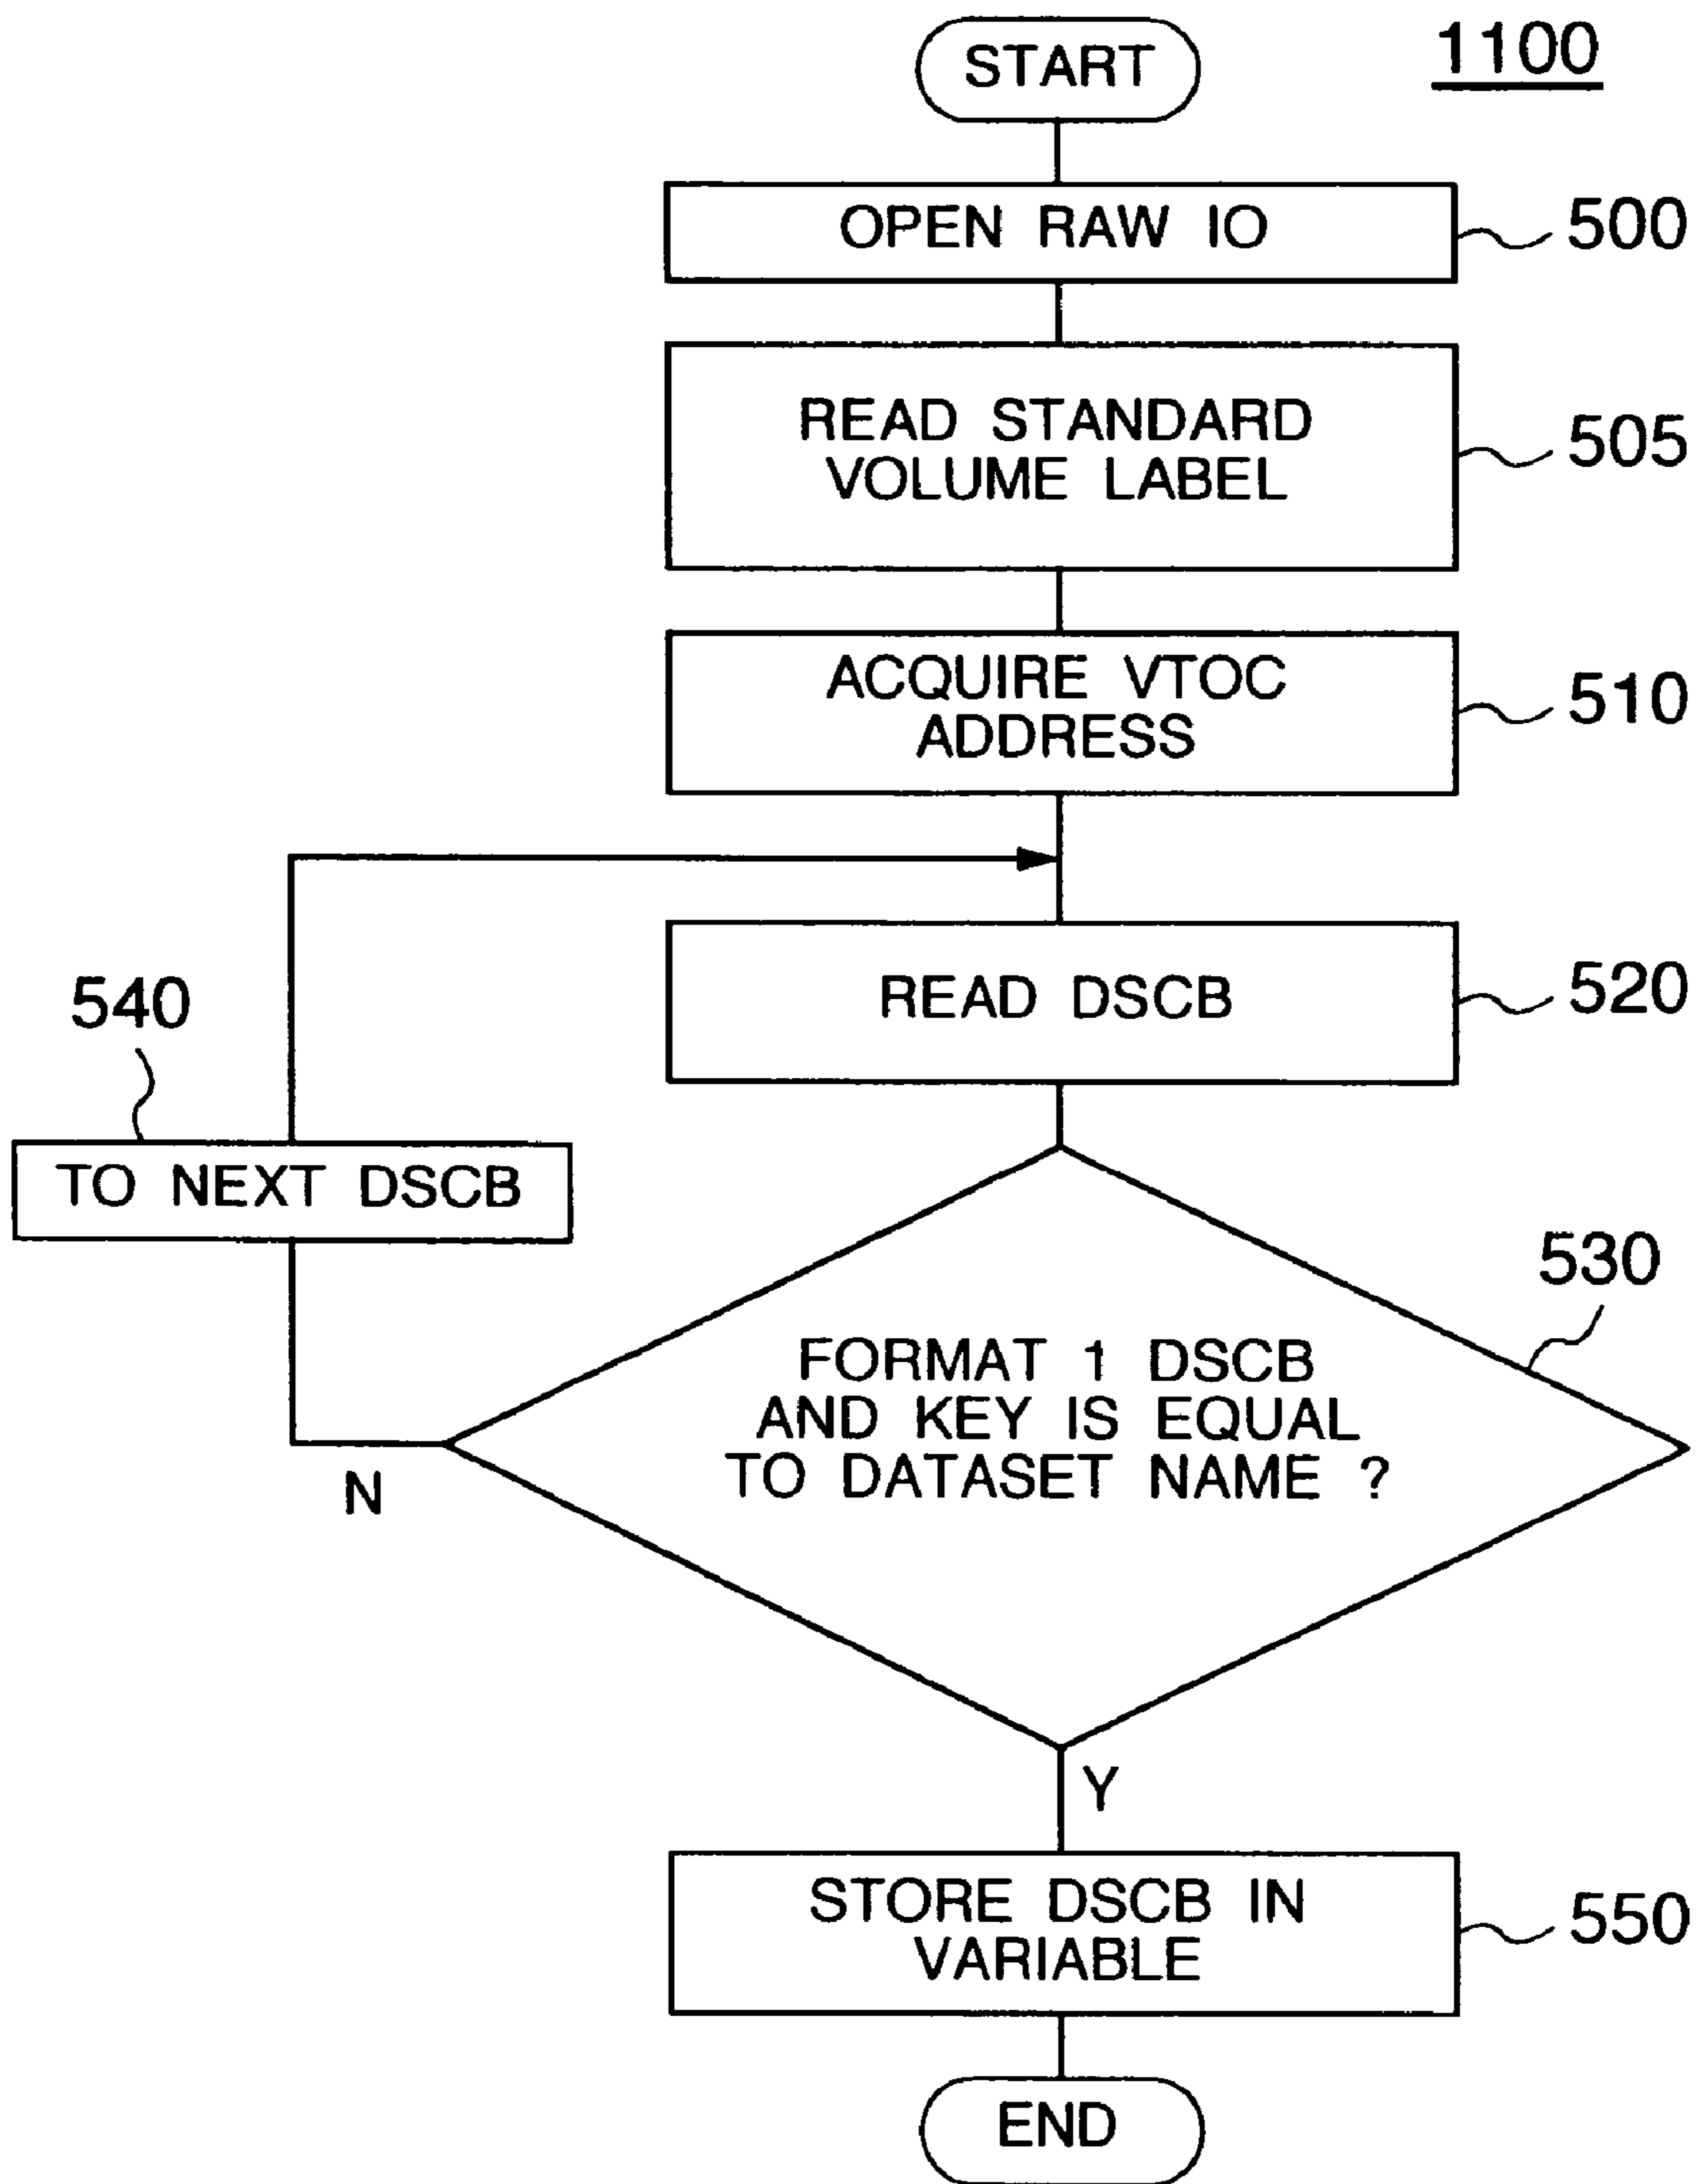 START
1100
OPEN RAW IO
500
READ STANDARD
VOLUME LABEL
505
ACQUIRE VTOC
ADDRESS
510
READ DSCB
520
540
TO NEXT DSCB
530
FORMAT 1 DSCB
AND KEY IS EQUAL
TO DATASET NAME ?
N
Y
STORE DSCB IN
VARIABLE
550
END